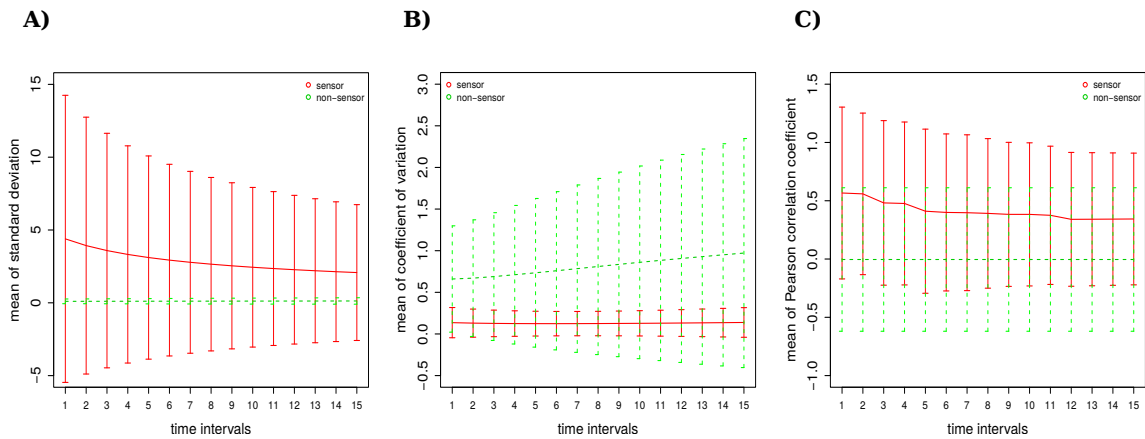 A)
B)
C)
mean of standard deviation
15
10
5
0
−5
sensor
non−sensor
1 2 3 4 5 6 7 8 9 10 11 12 13 14 15
time intervals
mean of coefficient of variation
3.0
2.5
2.0
1.5
1.0
0.5
0.0
−0.5
sensor
non−sensor
1 2 3 4 5 6 7 8 9 10 11 12 13 14 15
time intervals
mean of Pearson correlation coefficient
1.5
1.0
0.5
0.0
−0.5
−1.0
sensor
non−sensor
1 2 3 4 5 6 7 8 9 10 11 12 13 14 15
time intervals